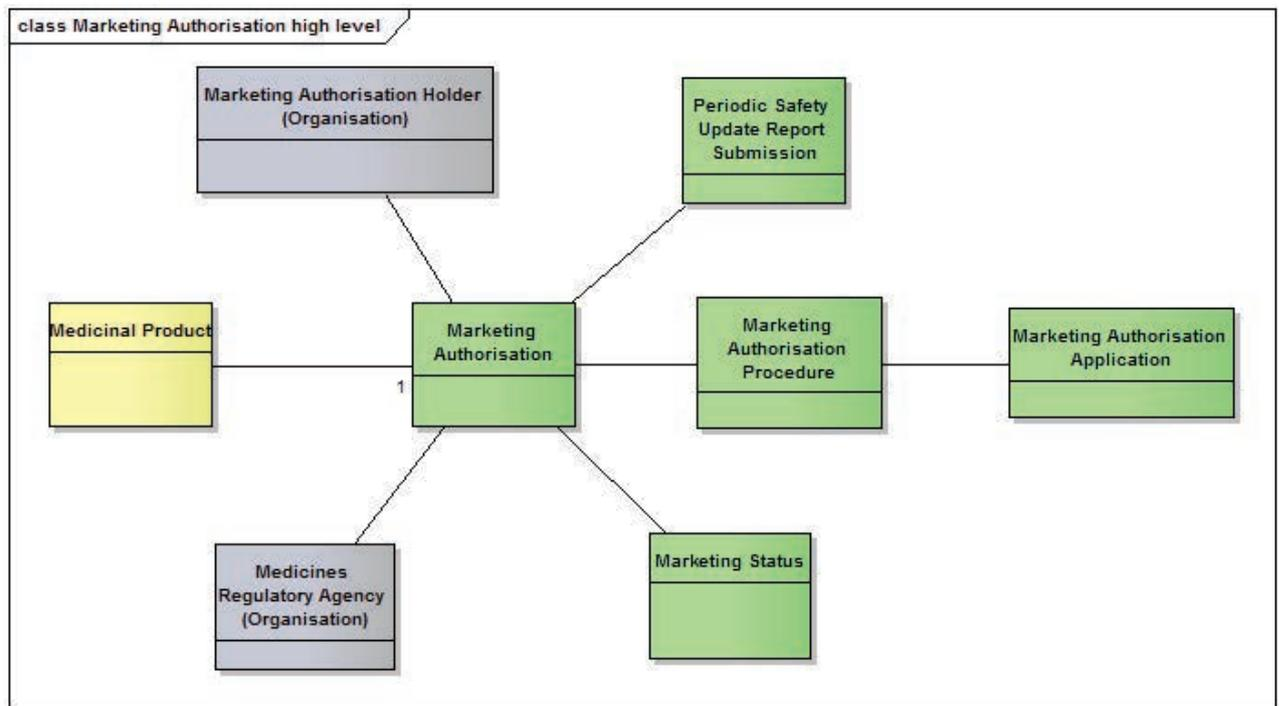 class Marketing Authorisation high level
Marketing Authorisation Holder
(Organisation)
Periodic Safety
Update Report
Submission
Medicinal Product
1
Marketing
Authorisation
Marketing
Authorisation
Procedure
Marketing Authorisation
Application
Medicines
Regulatory Agency
(Organisation)
Marketing Status